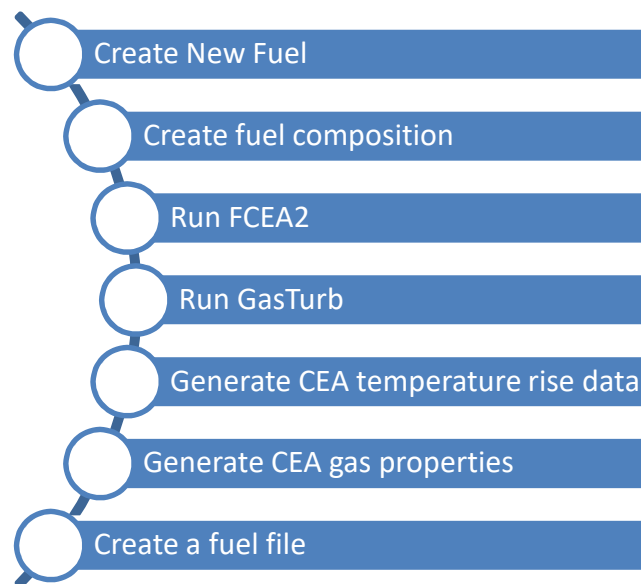 Create New Fuel
Create fuel composition
Run FCEA2
Run GasTurb
Generate CEA temperature rise data
Generate CEA gas properties
Create a fuel file